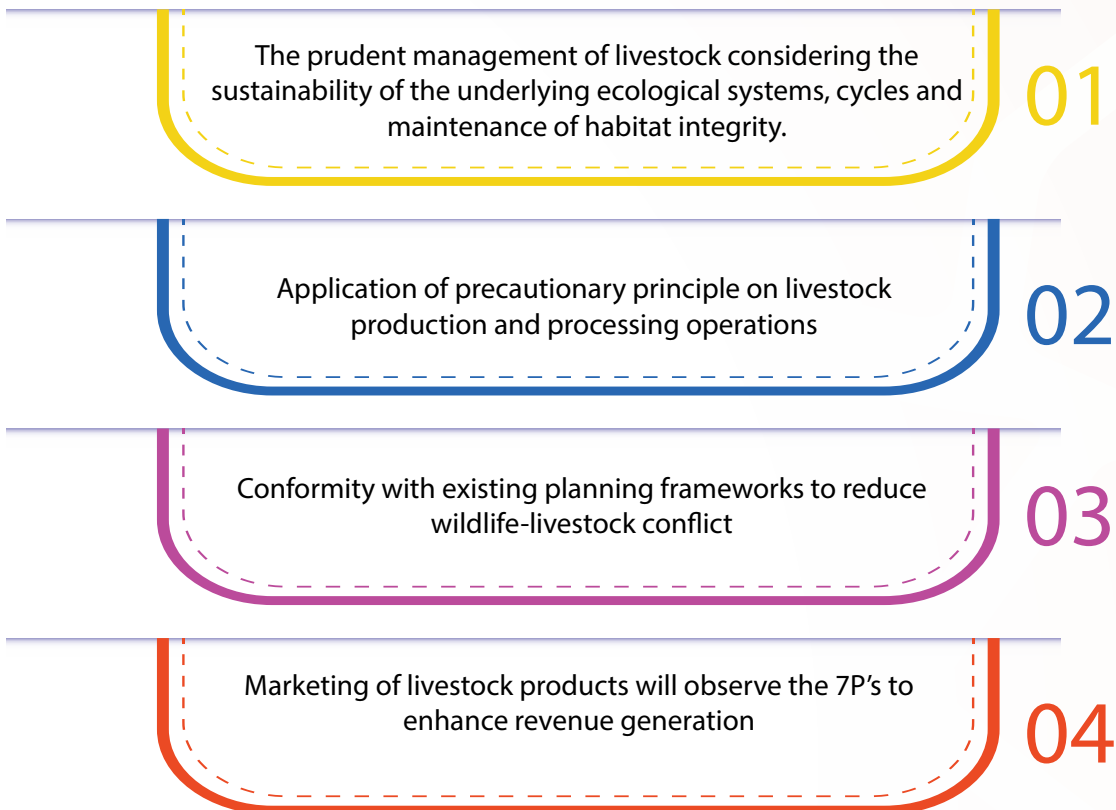 The prudent management of livestock considering the
sustainability of the underlying ecological systems, cycles and
maintenance of habitat integrity.
01
Application of precautionary principle on livestock
production and processing operations
02
Conformity with existing planning frameworks to reduce
wildlife-livestock conflict
03
Marketing of livestock products will observe the 7P's to
enhance revenue generation
04